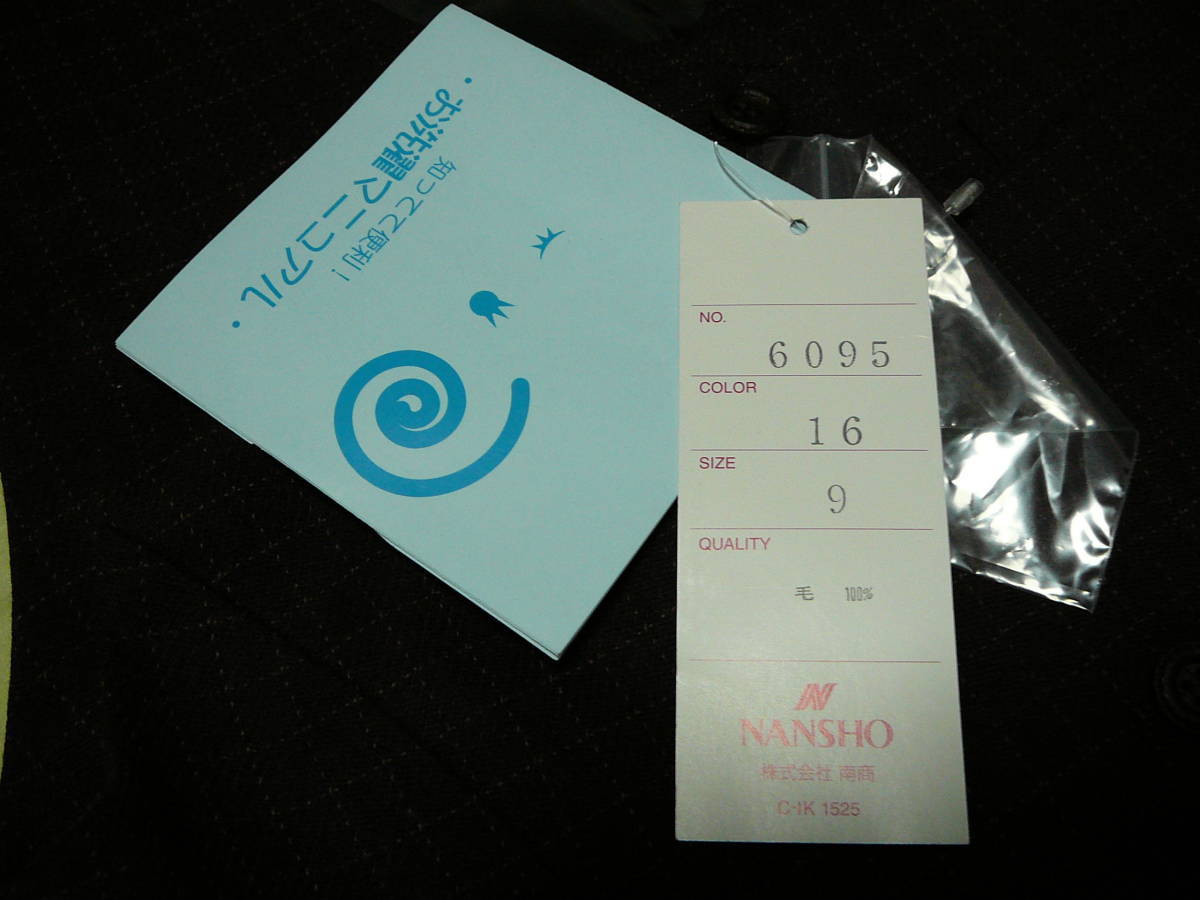 ・お洗濯マニュアル・
知ってて便利!
NO.
6095
COLOR
16
SIZE
9
QUALITY
毛 100%
NANSHO
株式会社 南商
C-IK 1525